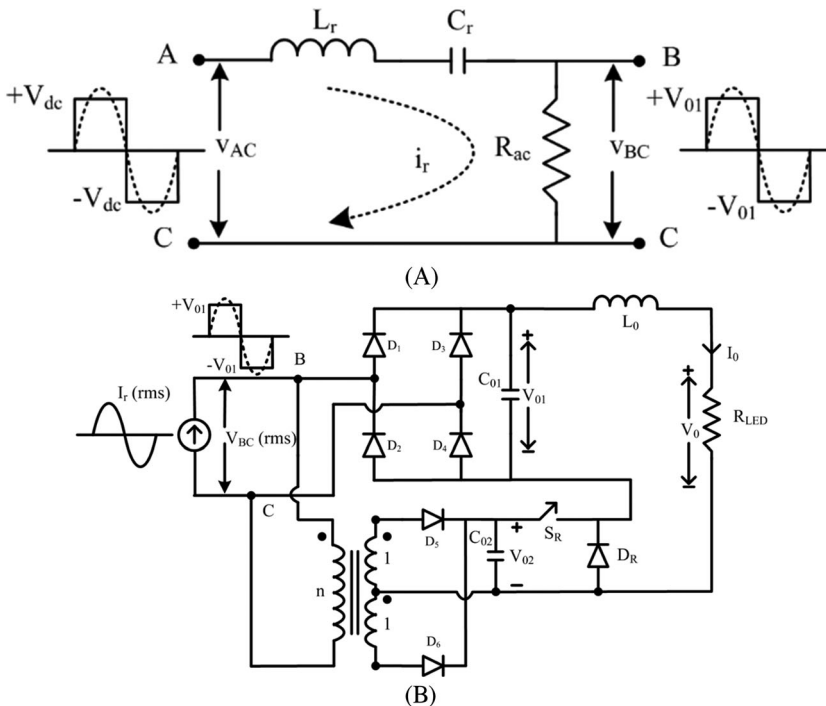 L_r
C_r
A
B
+V_dc
-V_dc
v_AC
i_r
R_ac
v_BC
+V_01
-V_01
C
C
(A)
+V_01
-V_01
B
I_r (rms)
V_BC (rms)
C
D_1
D_3
D_2
D_4
C_01
+
V_01
-
L_0
I_0
+
V_0
-
R_LED
n
1
1
D_5
D_6
C_02
+
V_02
-
S_R
D_R
(B)